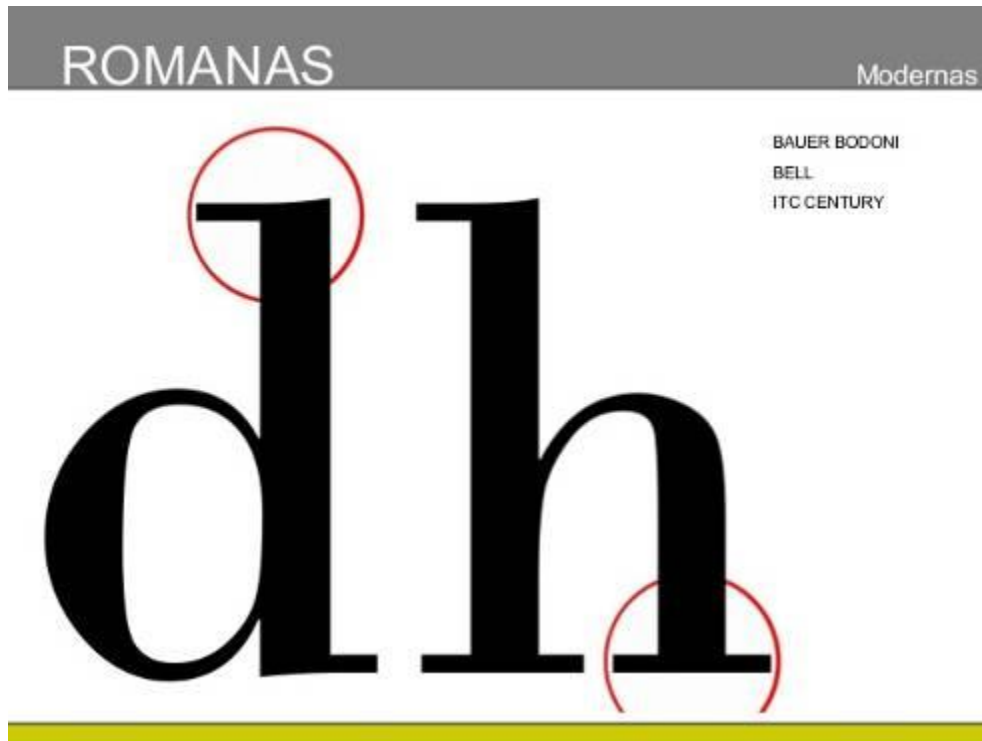 ROMANAS
Modernas
BAUER BODONI
BELL
ITC CENTURY
dh